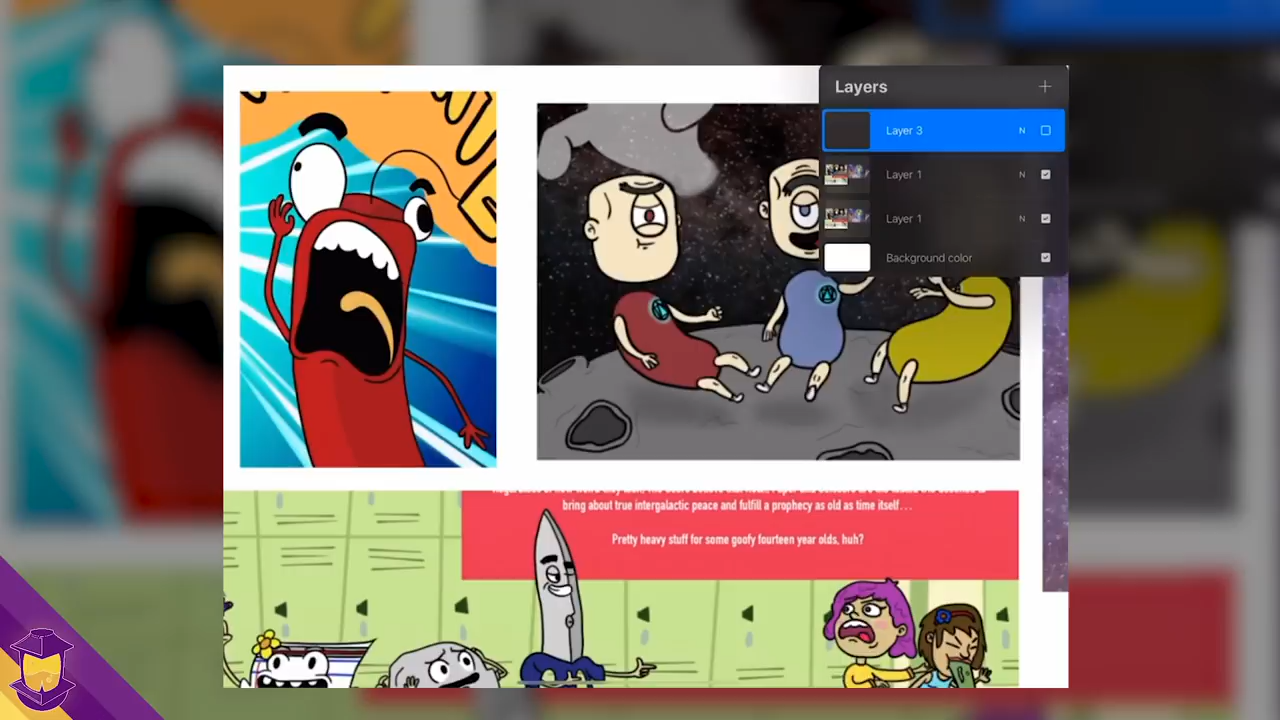 Layers
Layer 3
N
Layer 1
N
Layer 1
N
Background color
bring about true intergalactic peace and fulfill a prophecy as old as time itself...
Pretty heavy stuff for some goofy fourteen year olds, huh?